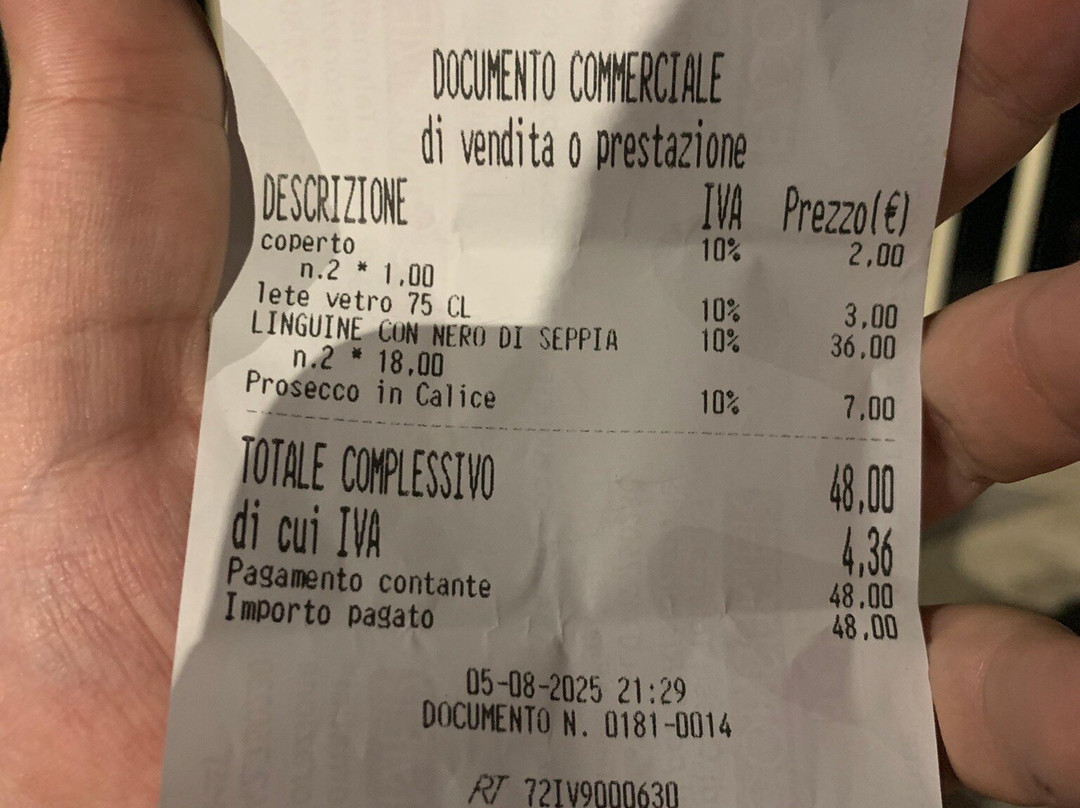 DOCUMENTO COMMERCIALE
di vendita o prestazione
DESCRIZIONE IVA Prezzo(€)
coperto 10% 2,00
n.2 * 1,00
lete vetro 75 CL 10% 3,00
LINGUINE CON NERO DI SEPPIA 10% 36,00
n.2 * 18,00
Prosecco in Calice 10% 7,00
TOTALE COMPLESSIVO 48,00
di cui IVA 4,36
Pagamento contante 48,00
Importo pagato 48,00
05-08-2025 21:29
DOCUMENTO N. 0181-0014
RT 72IV9000630